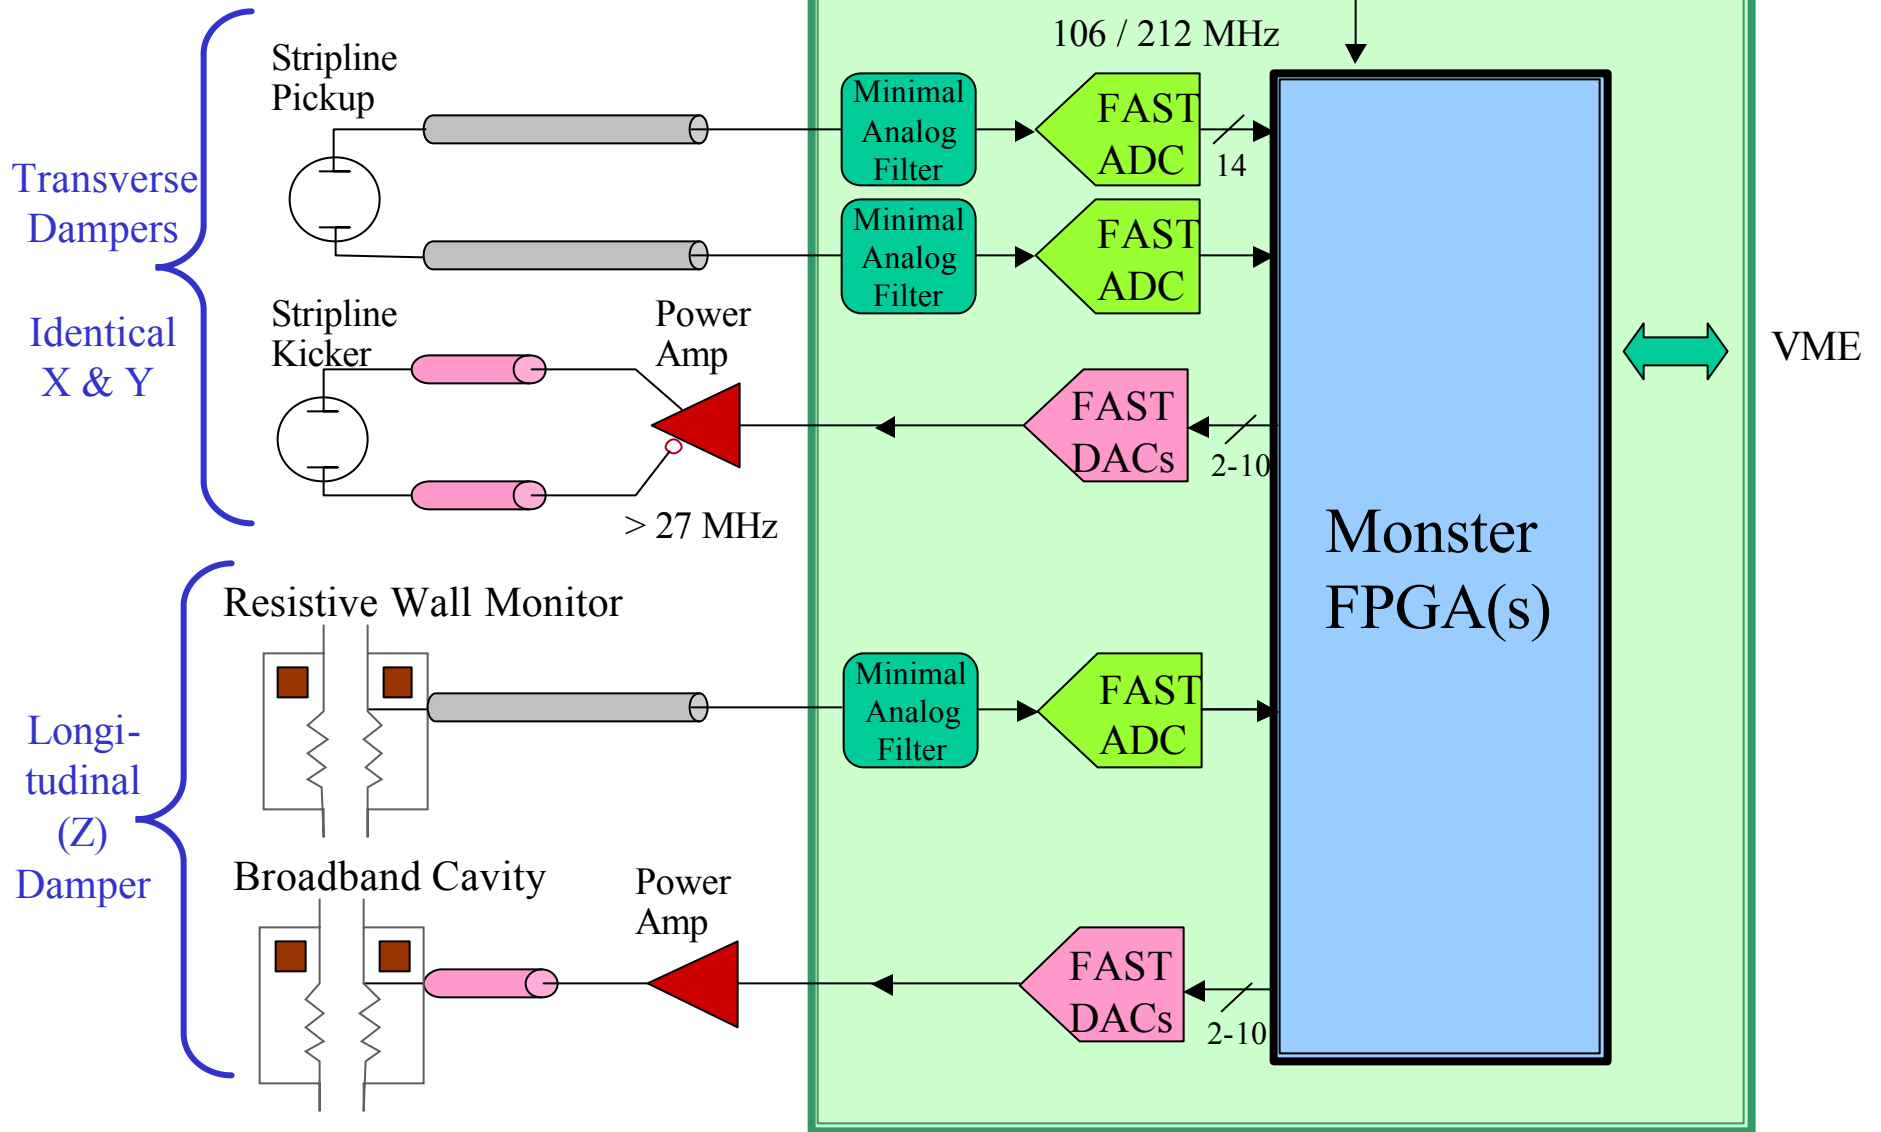 106 / 212 MHz
Stripline
Pickup
Minimal
Analog
Filter
FAST
ADC
14
Transverse
Dampers
Identical
X & Y
Minimal
Analog
Filter
FAST
ADC
Stripline
Kicker
Power
Amp
> 27 MHz
FAST
DACs
2-10
VME
Monster
FPGA(s)
Resistive Wall Monitor
Minimal
Analog
Filter
FAST
ADC
Longi-
tudinal
(Z)
Damper
Broadband Cavity
Power
Amp
FAST
DACs
2-10